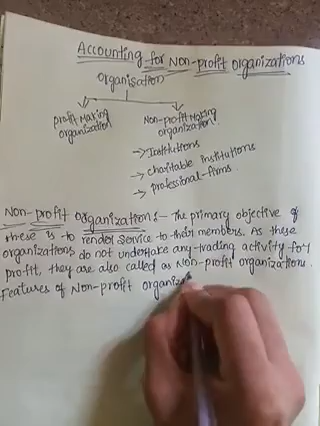 Accounting for Non-profit organizations
organisation
profit Making organization
Non-profit Making organization
→ Institutions
→ charitable institutions
→ professional-firms.
Non-profit organizations:- The primary objective of
these is to render service to their members. As these
organizations do not undertake any trading activity for
profit, they are also called as Non-profit organizations.
Features of Non-profit organiz